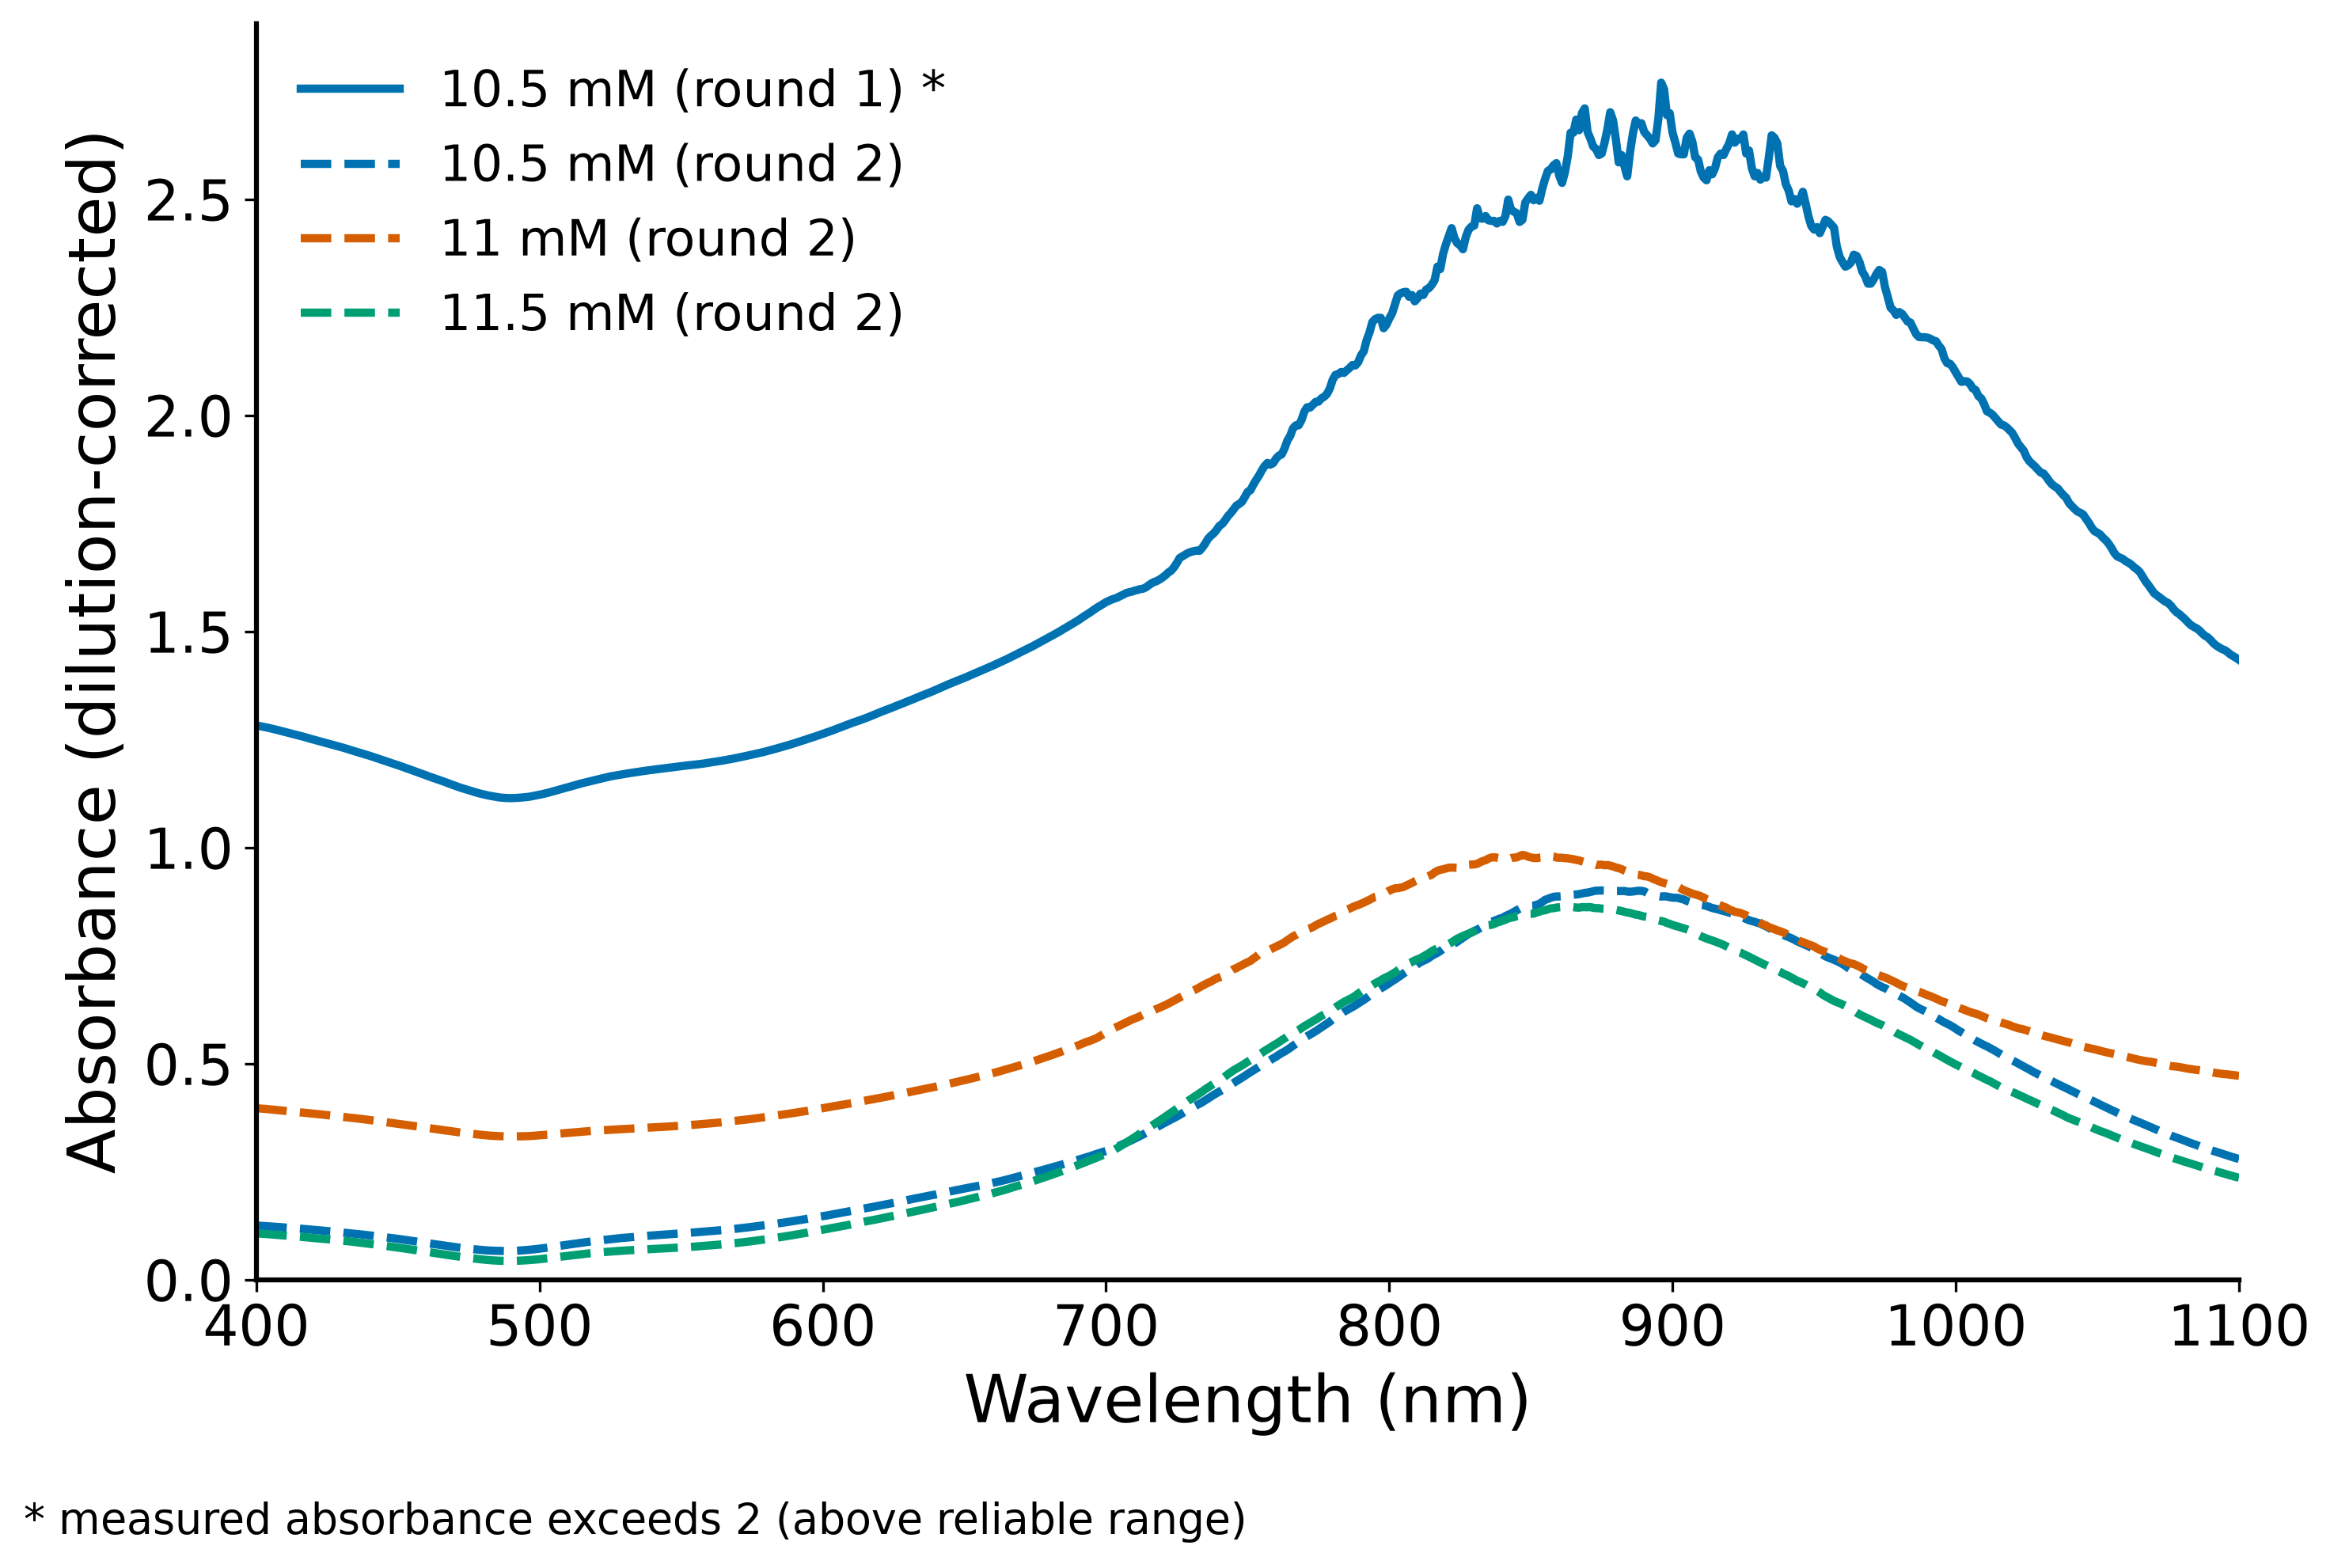 10.5 mM (round 1) *
10.5 mM (round 2)
11 mM (round 2)
11.5 mM (round 2)
Absorbance (dilution-corrected)
2.5
2.0
1.5
1.0
0.5
0.0
400 500 600 700 800 900 1000 1100
Wavelength (nm)
* measured absorbance exceeds 2 (above reliable range)